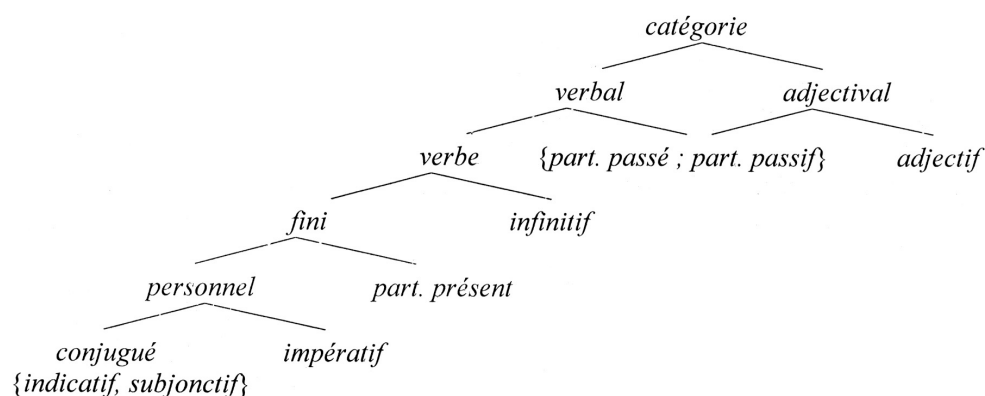 catégorie
verbal adjectival
verbe {part. passé ; part. passif} adjectif
fini infinitif
personnel part. présent
conjugué impératif
{indicatif, subjonctif}